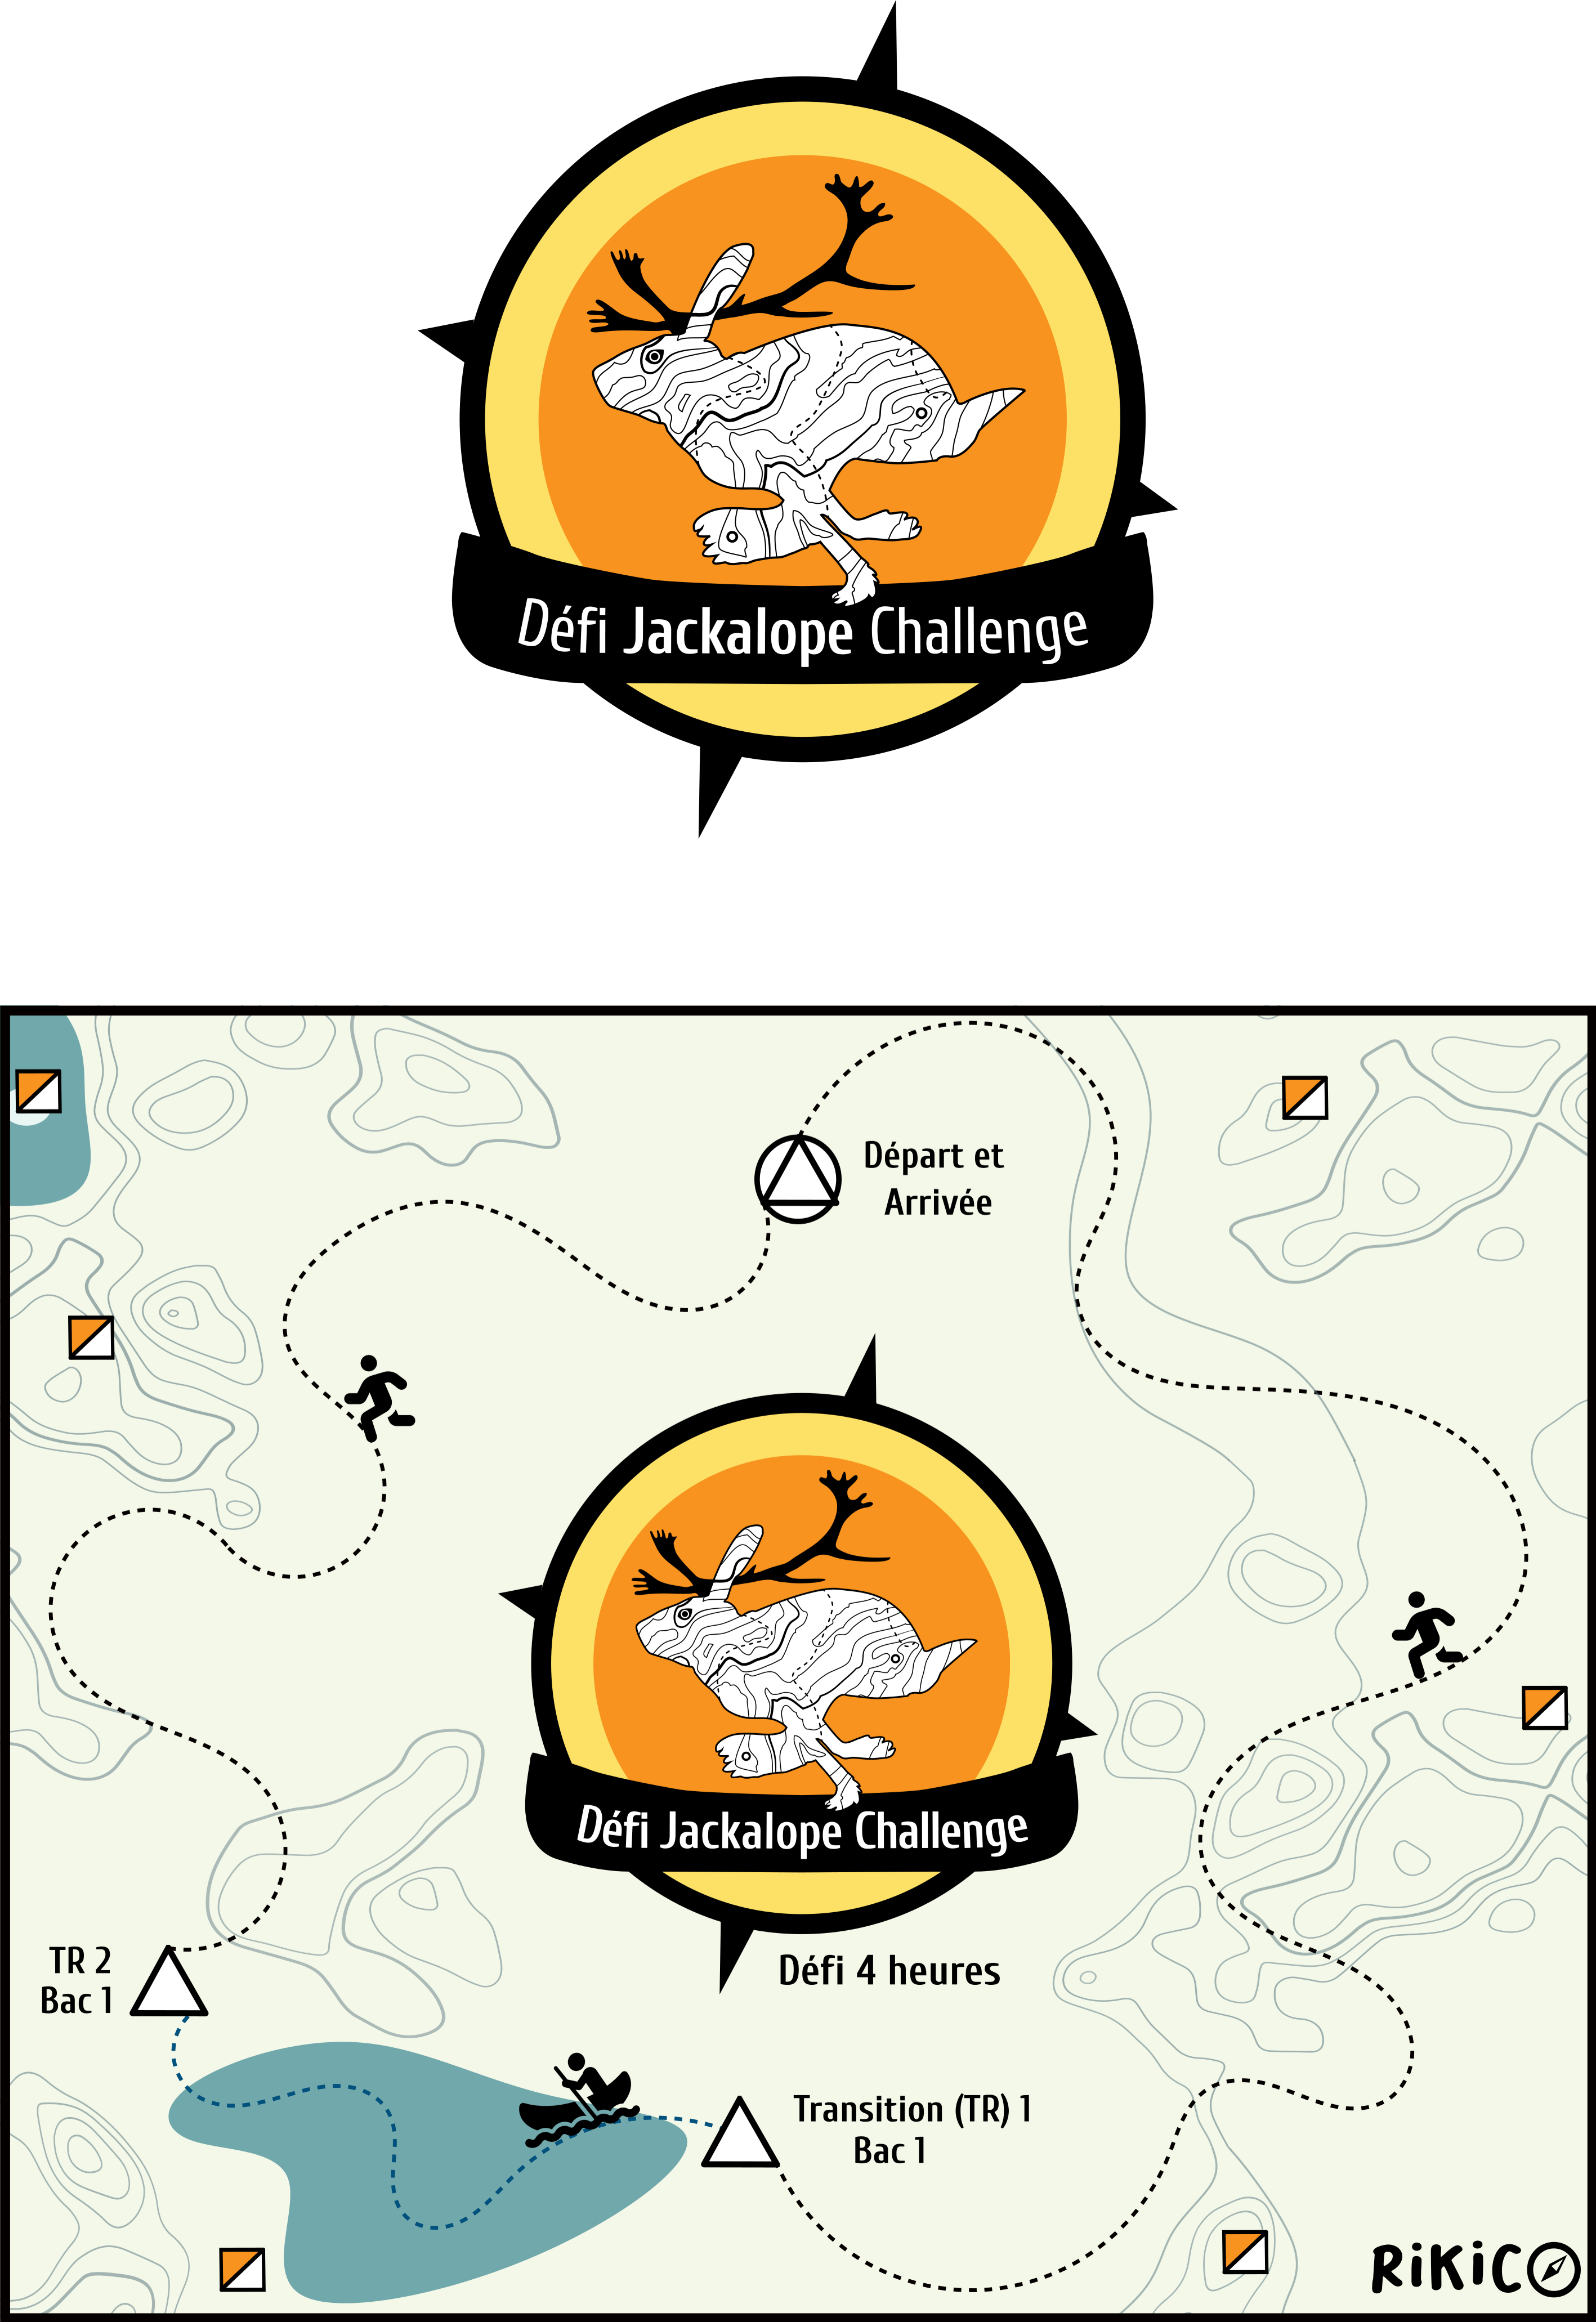 Défi Jackalope Challenge
Départ et
Arrivée
Défi Jackalope Challenge
Défi 4 heures
TR 2
Bac 1
Transition (TR) 1
Bac 1
RiKiCO